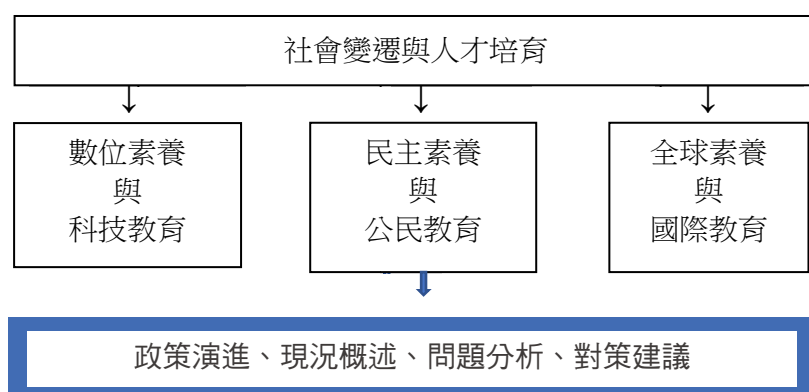 社會變遷與人才培育
數位素養
與
科技教育
民主素養
與
公民教育
全球素養
與
國際教育
政策演進、現況概述、問題分析、對策建議